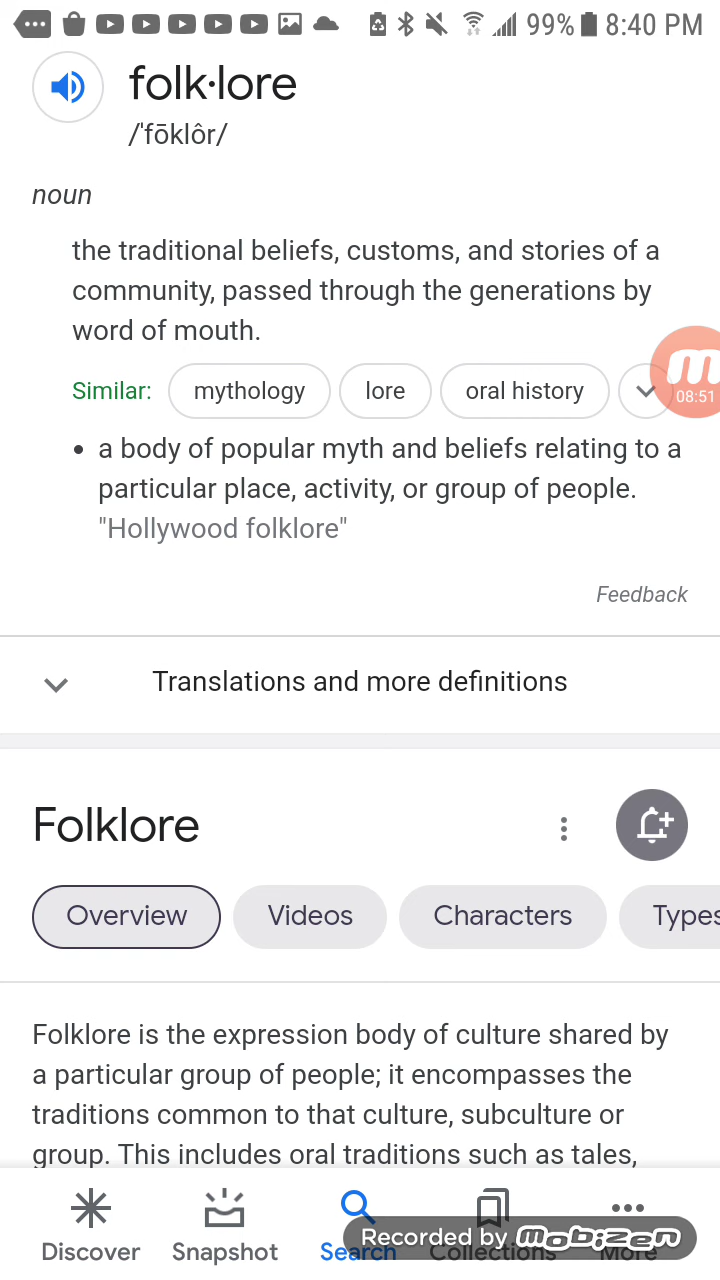 99% 8:40 PM
folk·lore
/ˈfōklôr/
noun
the traditional beliefs, customs, and stories of a
community, passed through the generations by
word of mouth.
Similar: mythology lore oral history
08:51
• a body of popular myth and beliefs relating to a
particular place, activity, or group of people.
"Hollywood folklore"
Feedback
Translations and more definitions
Folklore
Overview Videos Characters Types
Folklore is the expression body of culture shared by
a particular group of people; it encompasses the
traditions common to that culture, subculture or
group. This includes oral traditions such as tales,
Recorded by mobizen
Discover Snapshot Search Collections More